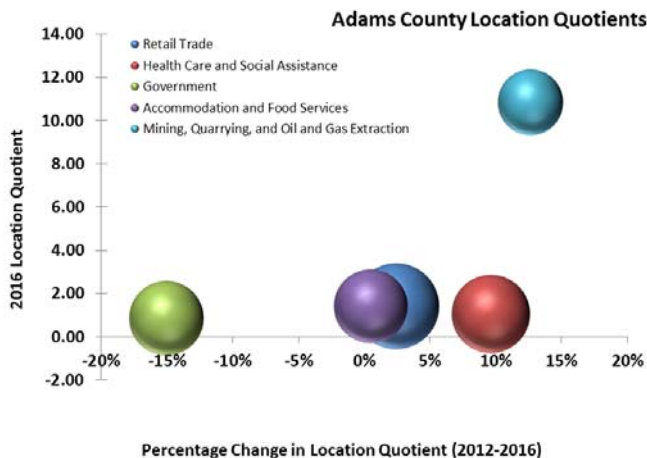 Adams County Location Quotients
14.00
12.00
10.00
8.00
6.00
4.00
2.00
0.00
-2.00
Retail Trade
Health Care and Social Assistance
Government
Accommodation and Food Services
Mining, Quarrying, and Oil and Gas Extraction
2016 Location Quotient
-20% -15% -10% -5% 0% 5% 10% 15% 20%
Percentage Change in Location Quotient (2012-2016)